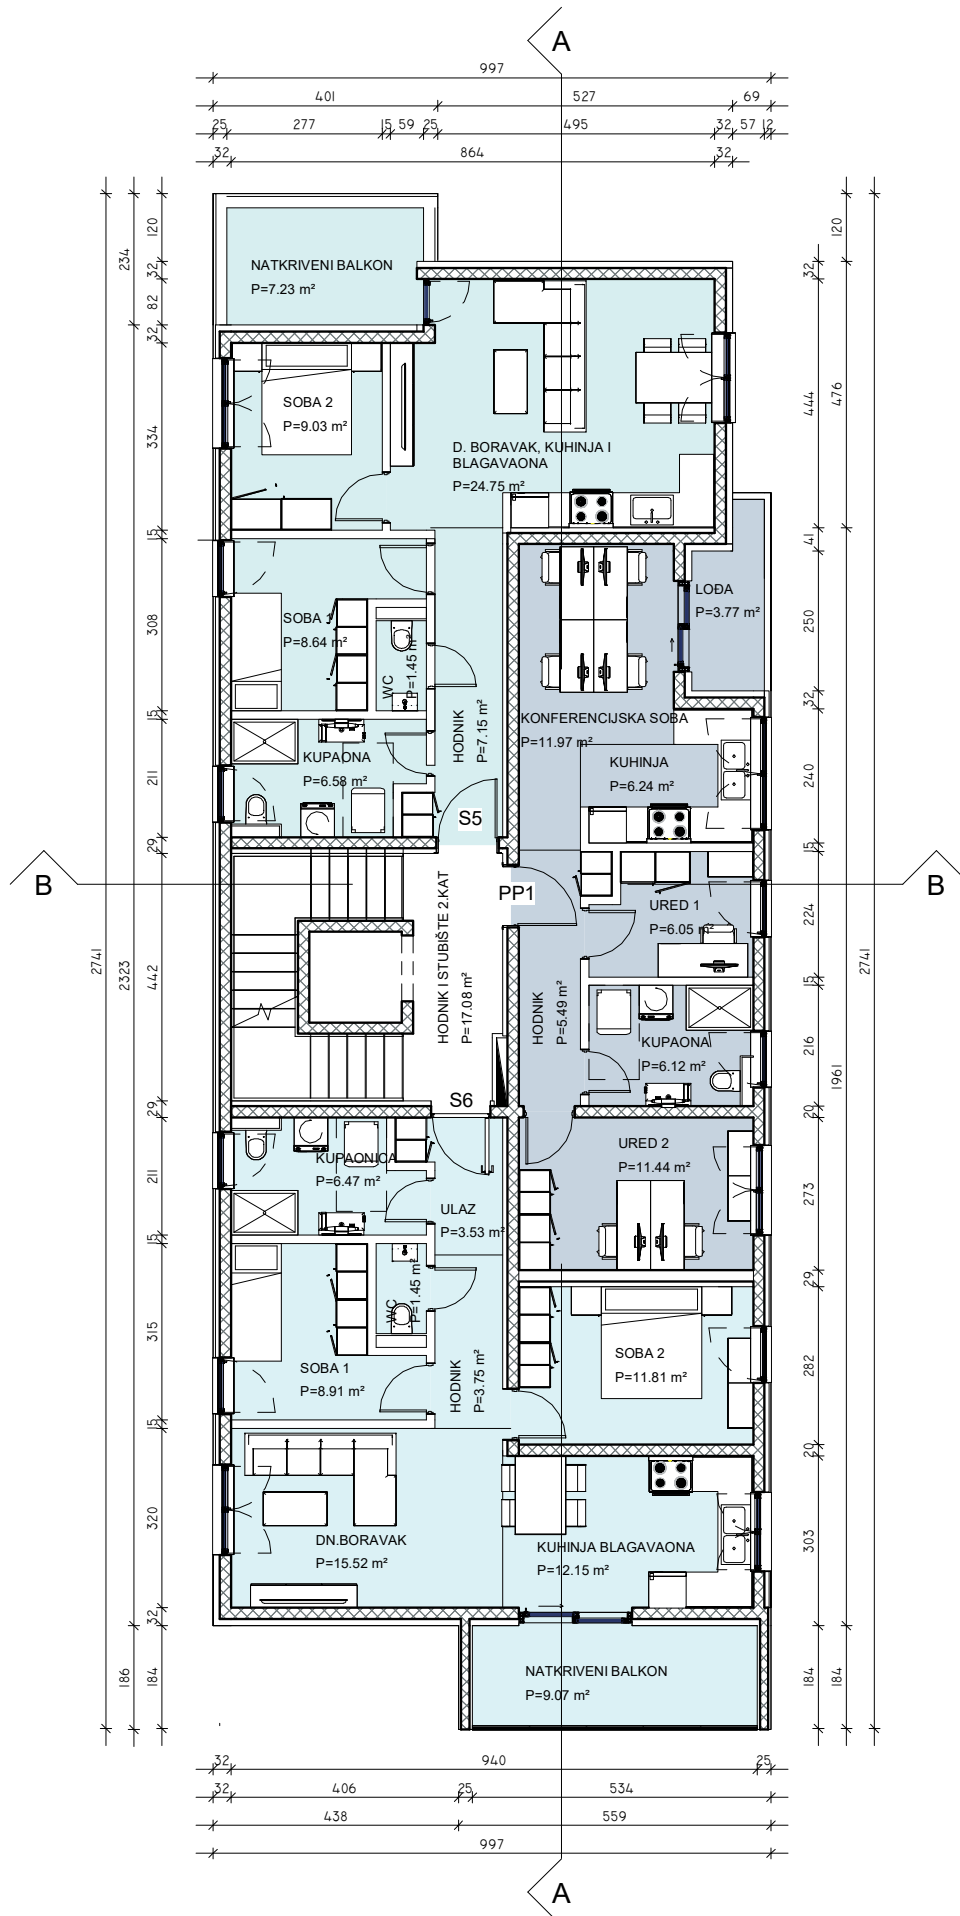 A
997
401
527
69
25
277
15
59
25
495
32
57
12
32
864
32
NATKRIVENI BALKON
P=7.23 m²
SOBA 2
P=9.03 m²
D. BORAVAK, KUHINJA I
BLAGAVAONA
P=24.75 m²
LOĐA
P=3.77 m²
SOBA 1
P=8.64 m²
WC
P=1.45 m²
HODNIK
P=7.15 m²
KONFERENCIJSKA SOBA
P=11.97 m²
KUHINJA
P=6.24 m²
KUPAONA
P=6.58 m²
S5
B
B
PP1
URED 1
P=6.05 m²
HODNIK I STUBIŠTE 2.KAT
P=17.08 m²
HODNIK
P=5.49 m²
KUPAONA
P=6.12 m²
S6
URED 2
P=11.44 m²
KUPAONICA
P=6.47 m²
ULAZ
P=3.53 m²
WC
P=1.45 m²
SOBA 1
P=8.91 m²
HODNIK
P=3.75 m²
SOBA 2
P=11.81 m²
DN.BORAVAK
P=15.52 m²
KUHINJA BLAGAVAONA
P=12.15 m²
NATKRIVENI BALKON
P=9.07 m²
2741
234
2323
186
120
32
82
32
334
15
308
15
211
29
442
29
211
15
315
15
320
32
184
32
444
41
250
32
240
15
224
15
216
20
273
29
282
20
303
184
120
476
1961
184
2741
32
940
25
32
406
25
534
438
559
997
A